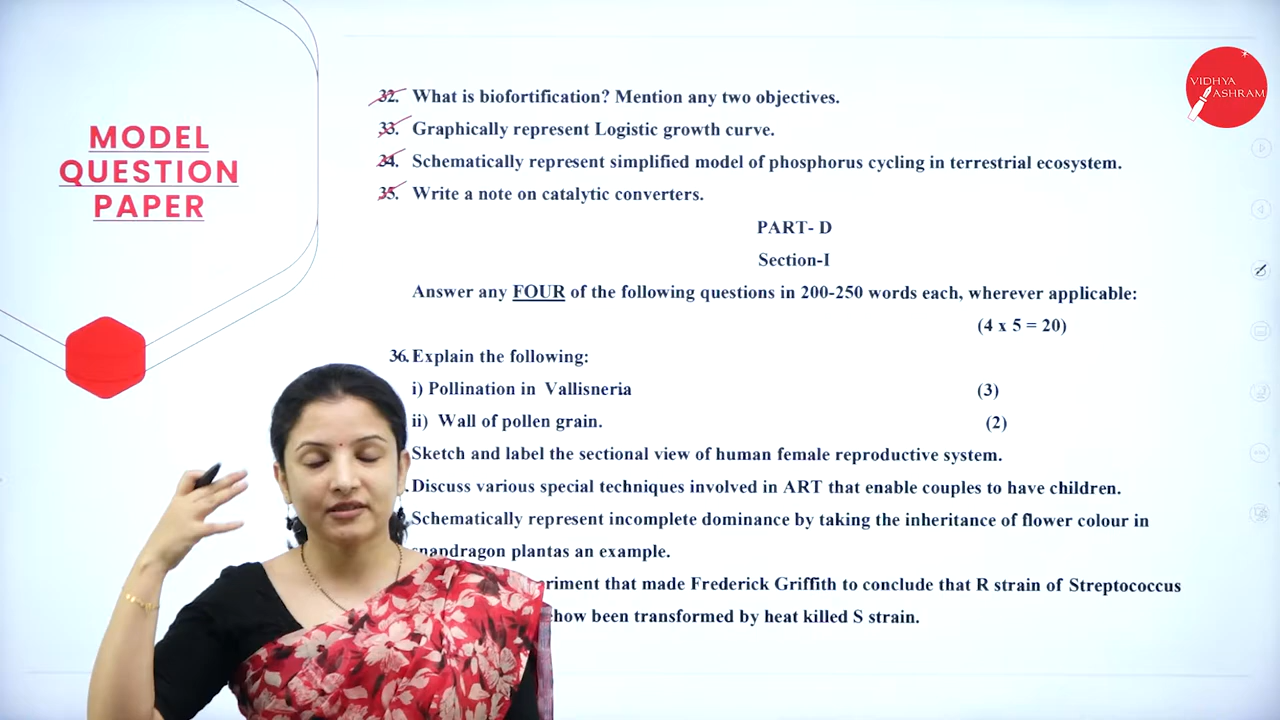 MODEL
QUESTION
PAPER
VIDHYA
ASHRAM
32. What is biofortification? Mention any two objectives.
33. Graphically represent Logistic growth curve.
34. Schematically represent simplified model of phosphorus cycling in terrestrial ecosystem.
35. Write a note on catalytic converters.
PART- D
Section-I
Answer any FOUR of the following questions in 200-250 words each, wherever applicable:
(4 x 5 = 20)
36. Explain the following:
i) Pollination in Vallisneria (3)
ii) Wall of pollen grain. (2)
Sketch and label the sectional view of human female reproductive system.
Discuss various special techniques involved in ART that enable couples to have children.
Schematically represent incomplete dominance by taking the inheritance of flower colour in
snapdragon plantas an example.
that made Frederick Griffith to conclude that R strain of Streptococcus
been transformed by heat killed S strain.